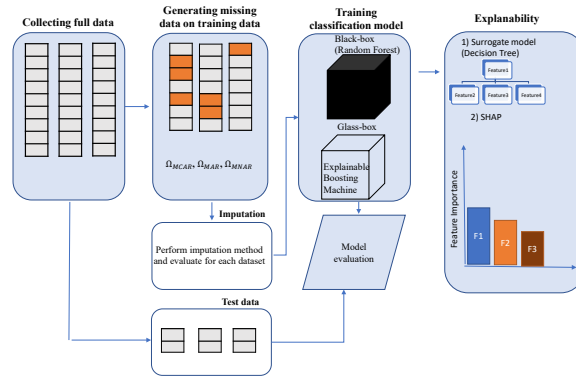 Collecting full data
Generating missing
data on training data
Training
classification model
Explanability
Black-box
(Random Forest)
Glass-box
Explainable
Boosting
Machine
1) Surrogate model
(Decision Tree)
Feature1
Feature2 Feature3 Feature4
2) SHAP
Feature Importance
F1
F2
F3
Ω_MCAR, Ω_MAR, Ω_MNAR
Imputation
Perform imputation method
and evaluate for each dataset
Model
evaluation
Test data